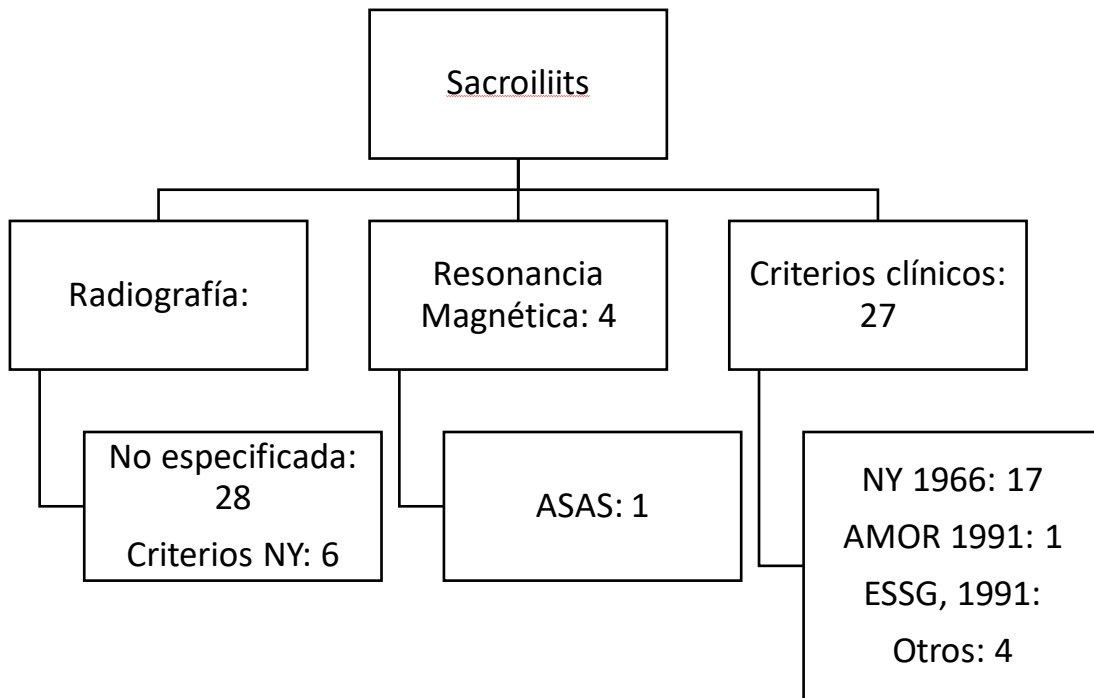 Sacroiliits
Radiografía:
Resonancia
Magnética: 4
Criterios clínicos:
27
No especificada:
28
Criterios NY: 6
ASAS: 1
NY 1966: 17
AMOR 1991: 1
ESSG, 1991:
Otros: 4